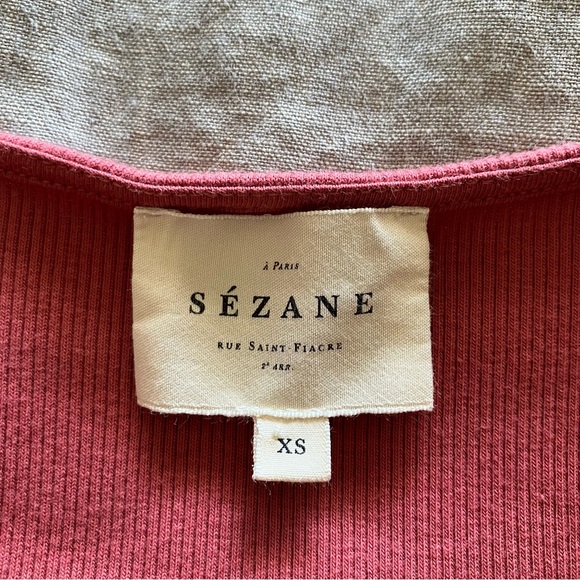 à Paris
SÉZANE
Rue Saint-Fiacre
2ᵉ Arr.
XS